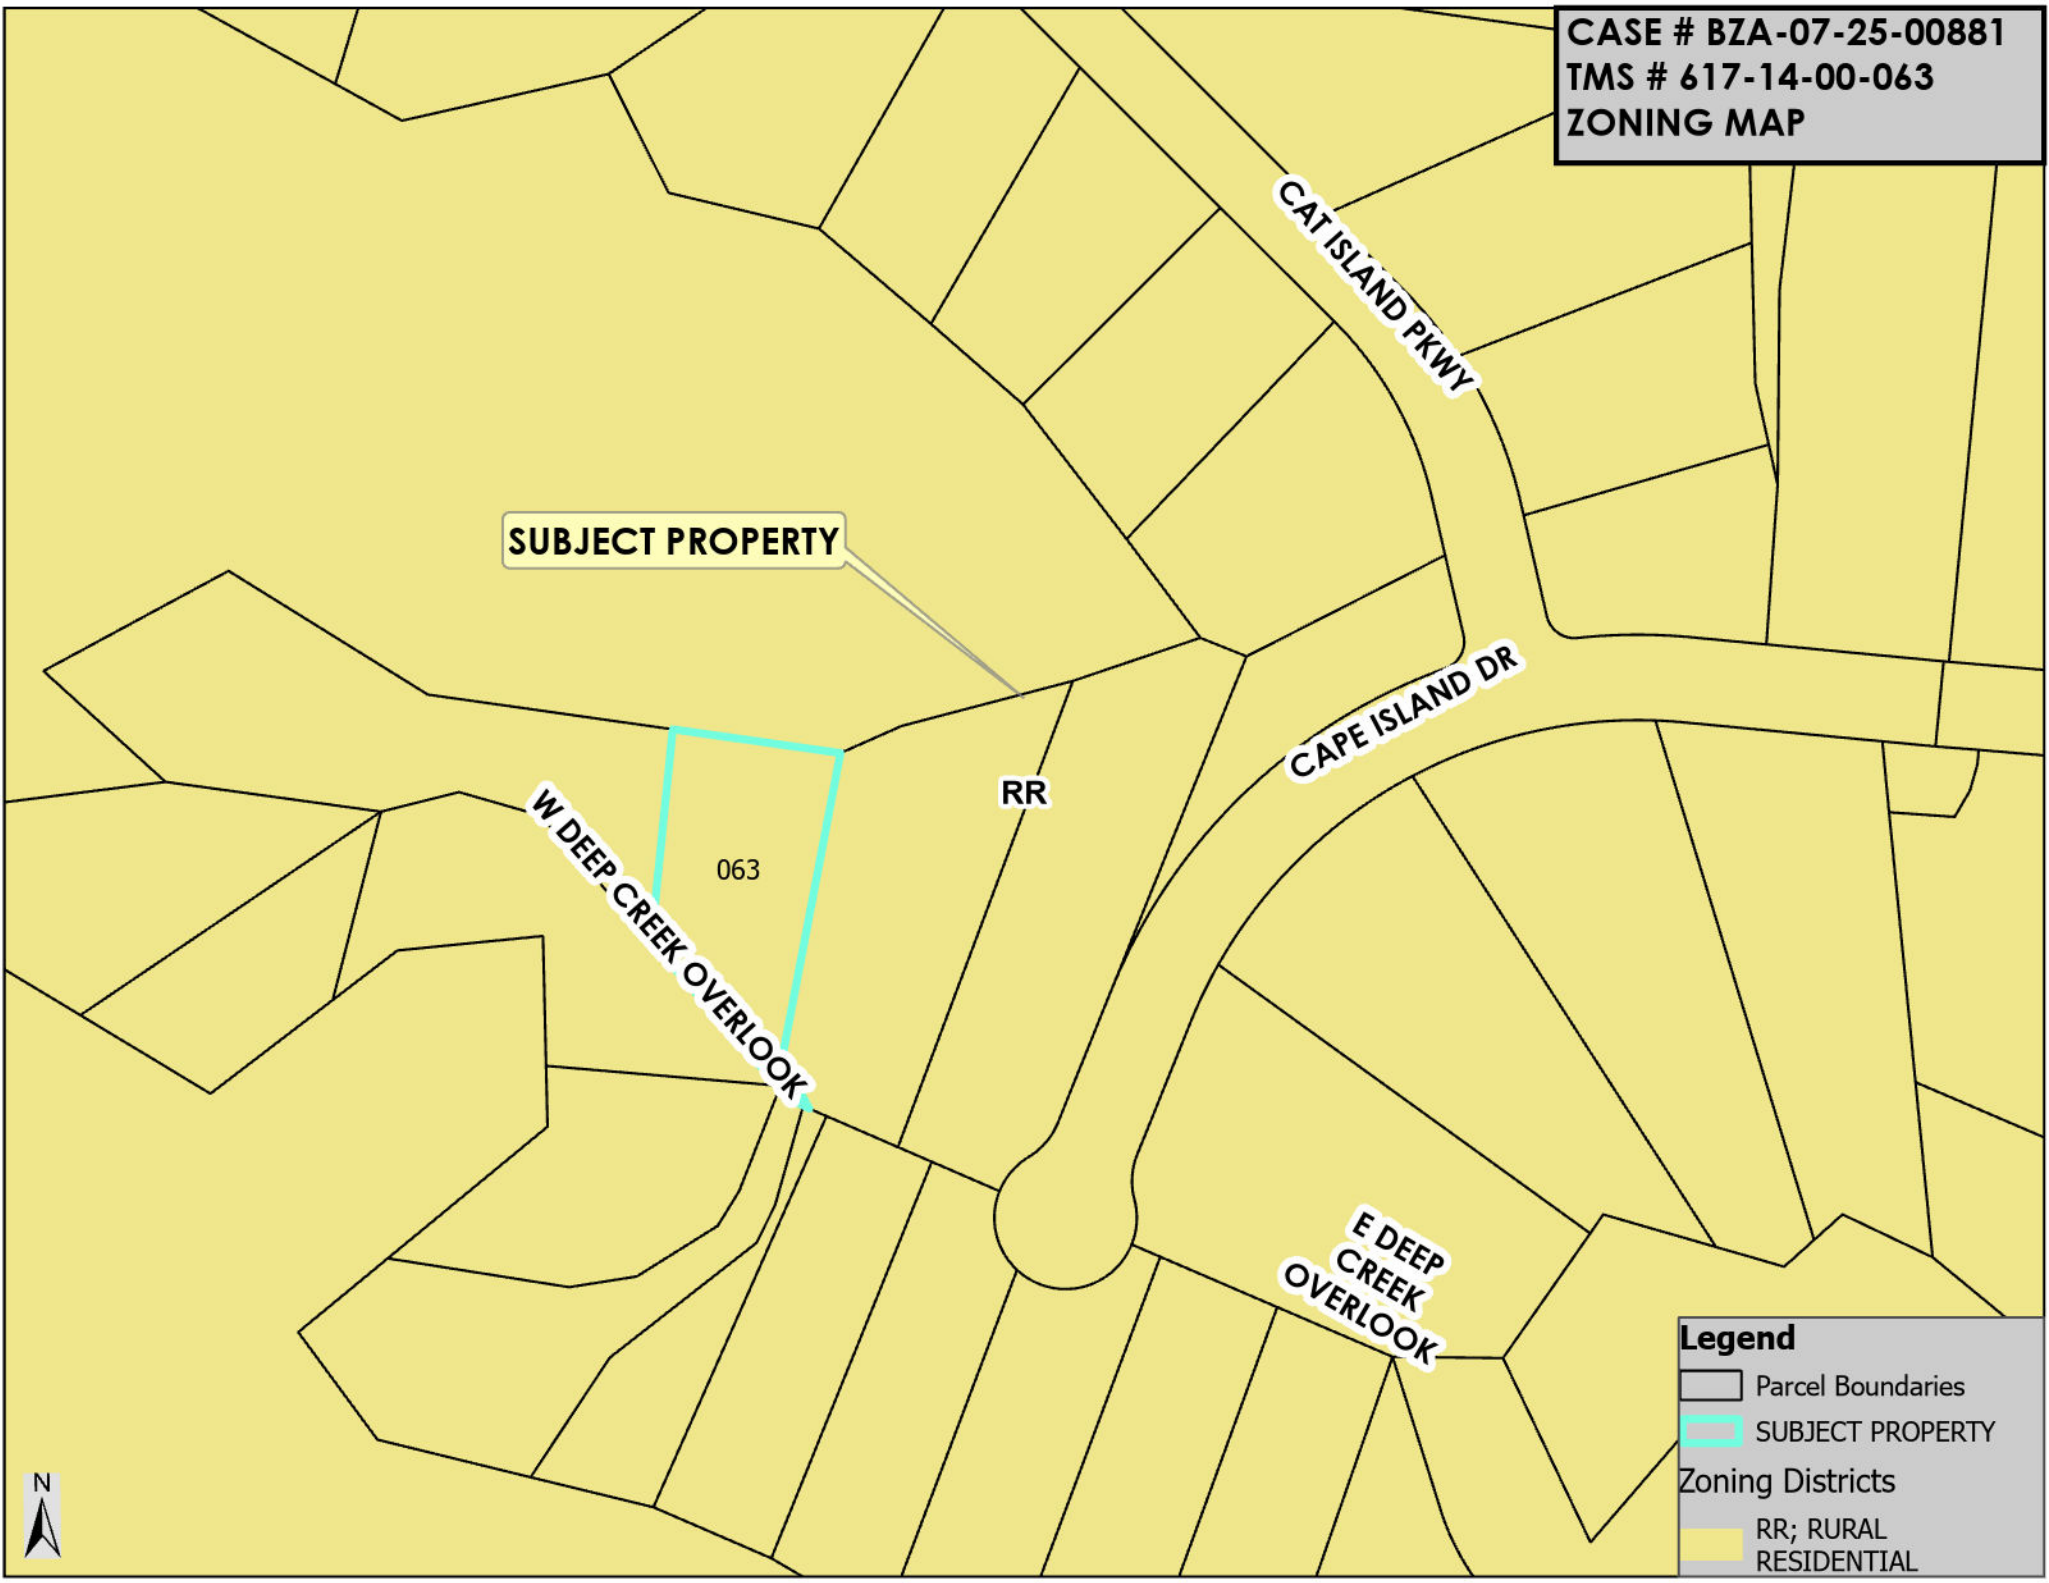 CASE # BZA-07-25-00881
TMS # 617-14-00-063
ZONING MAP
CAT ISLAND PKWY
SUBJECT PROPERTY
CAPE ISLAND DR
RR
W DEEP CREEK OVERLOOK
063
E DEEP
CREEK
OVERLOOK
Legend
Parcel Boundaries
SUBJECT PROPERTY
Zoning Districts
RR; RURAL
RESIDENTIAL
N